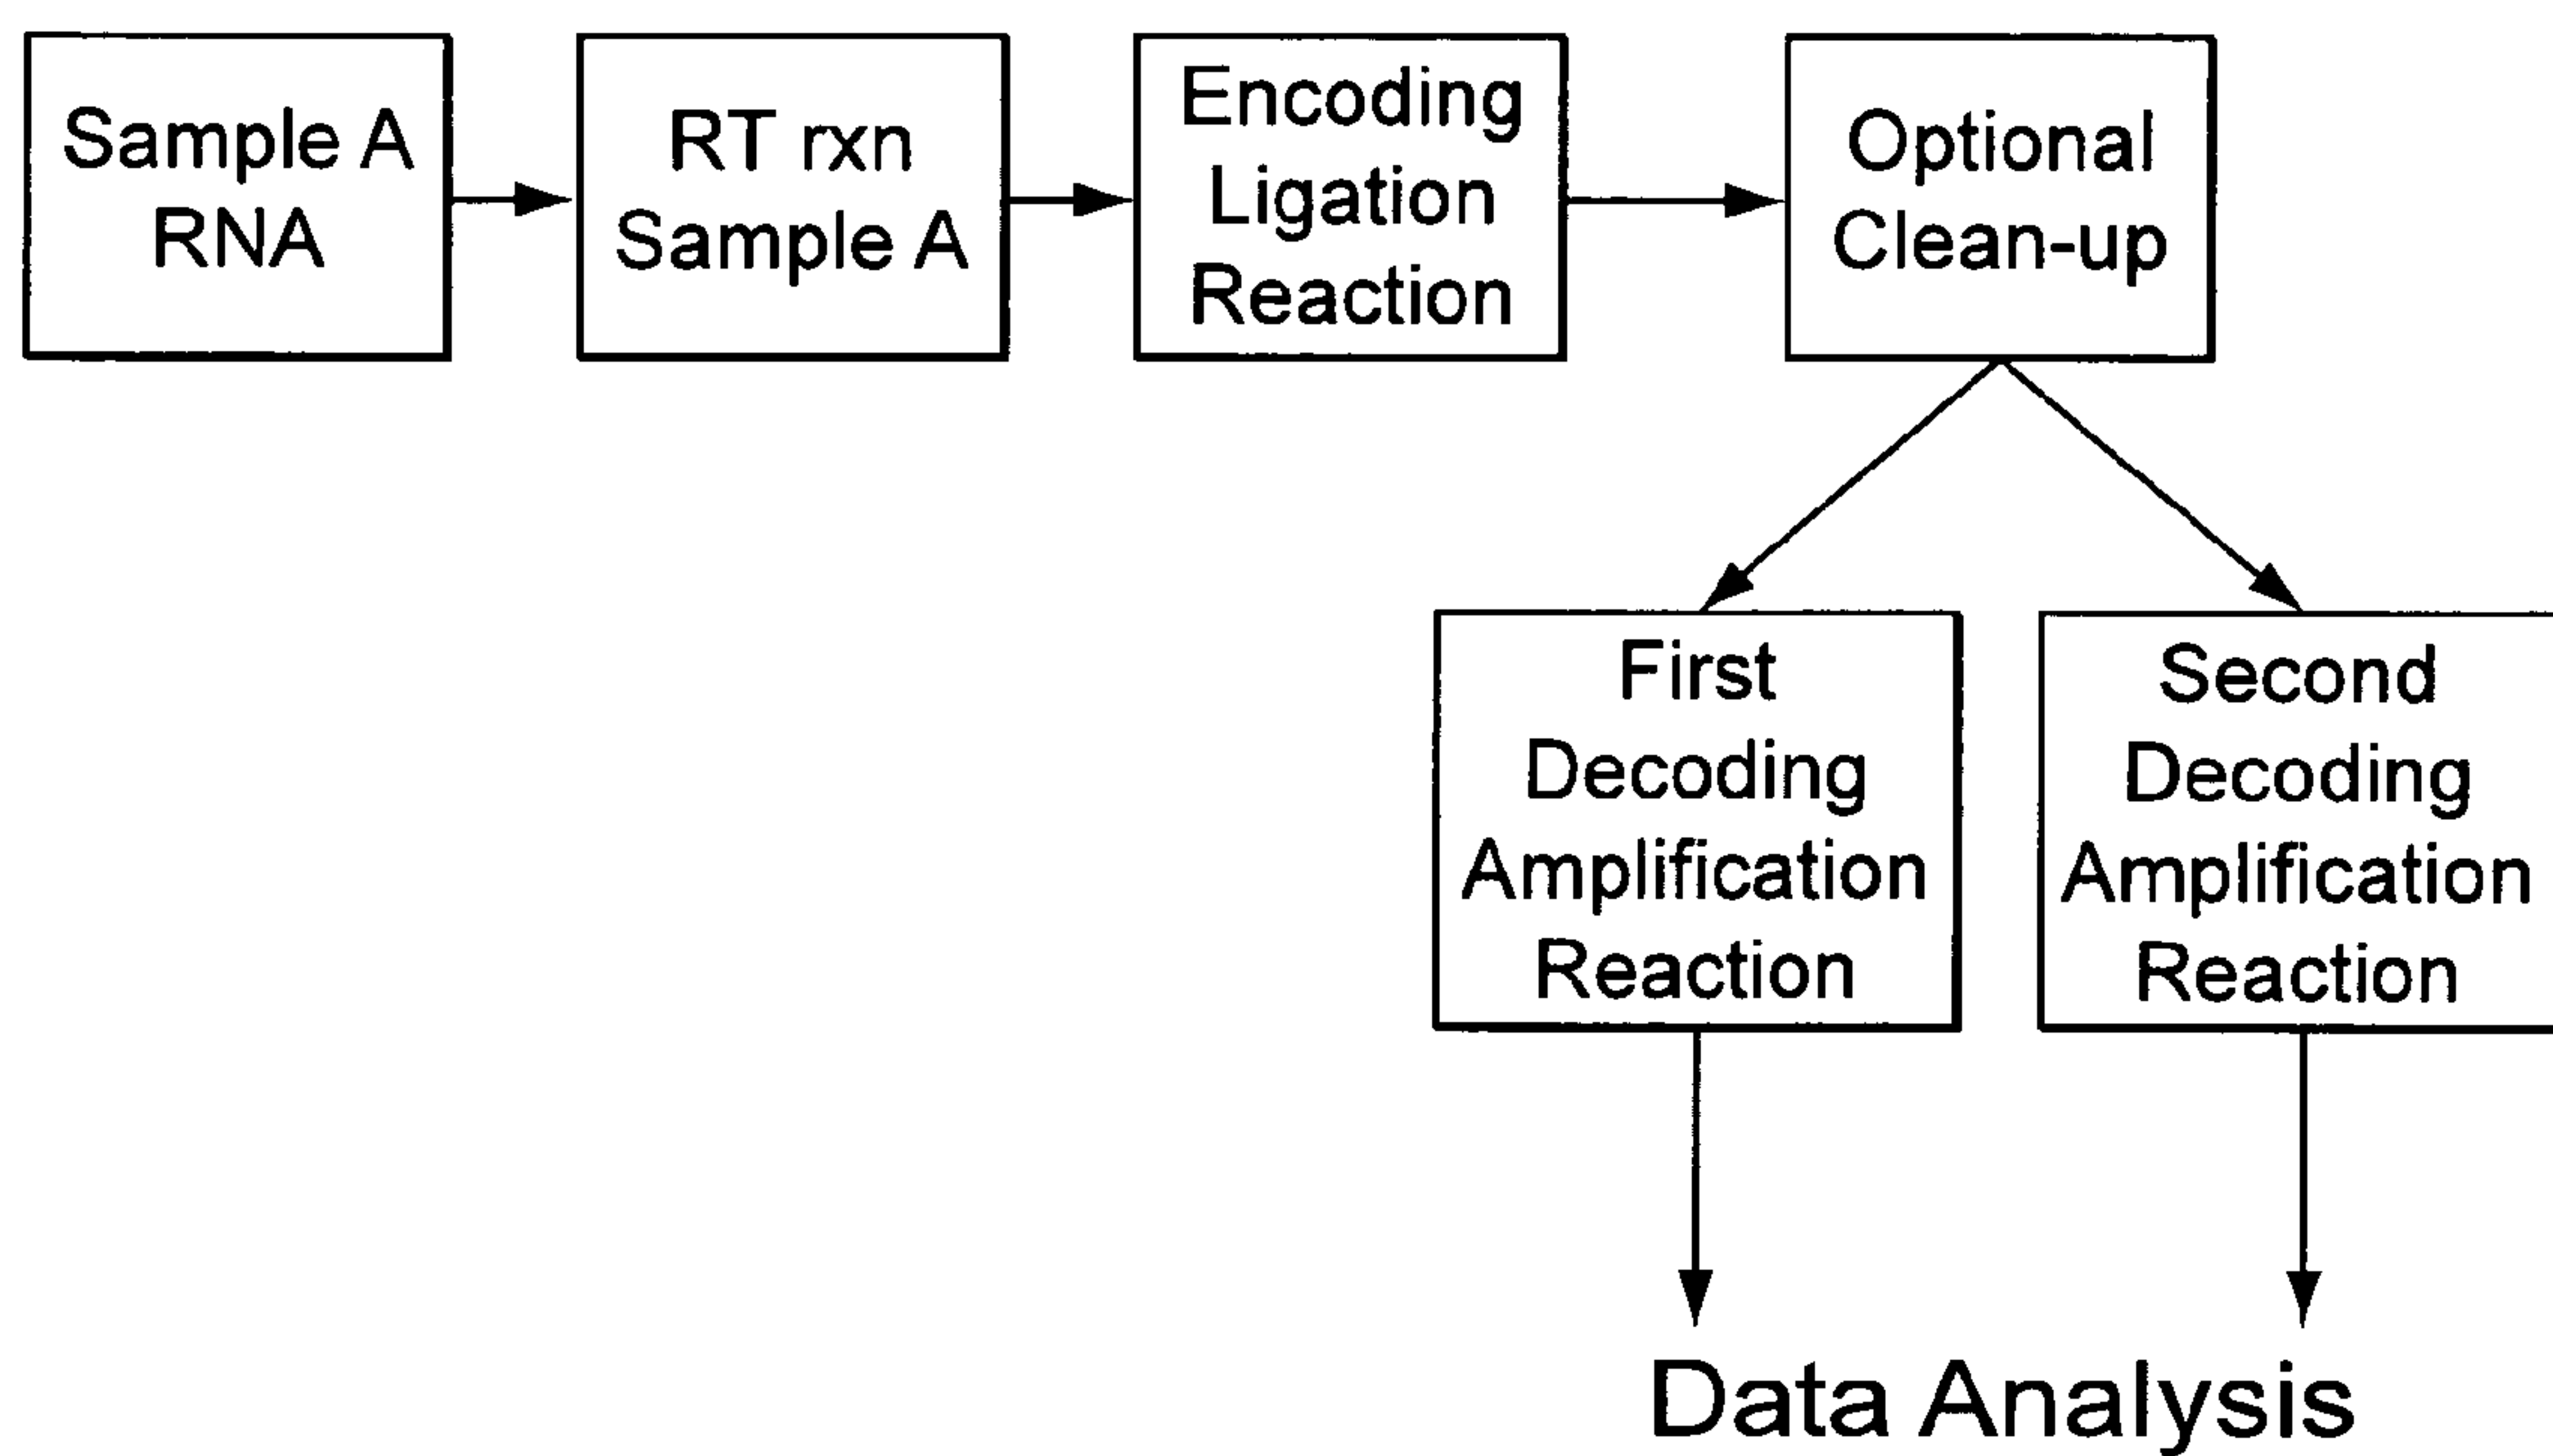 Sample A
RNA
RT rxn
Sample A
Encoding
Ligation
Reaction
Optional
Clean-up
First
Decoding
Amplification
Reaction
Second
Decoding
Amplification
Reaction
Data Analysis